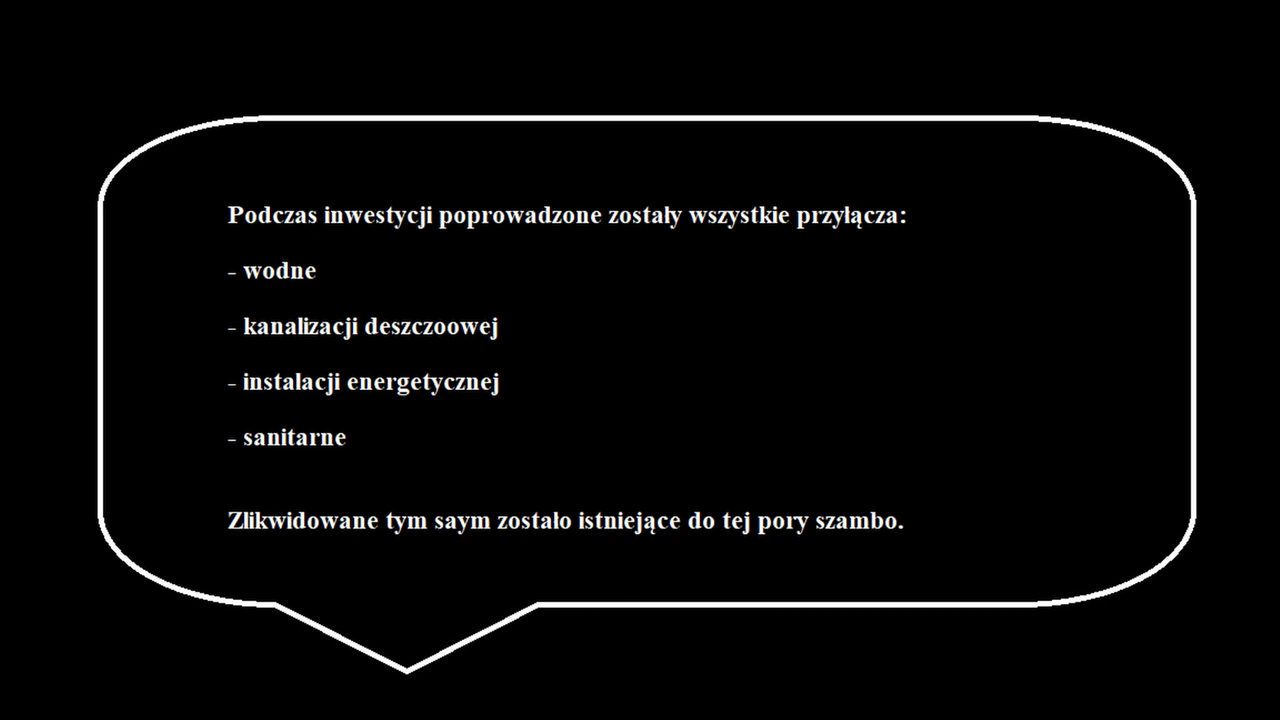 Podczas inwestycji poprowadzone zostały wszystkie przyłącza:
- wodne
- kanalizacji deszczoowej
- instalacji energetycznej
- sanitarne
Zlikwidowane tym saym zostało istniejące do tej pory szambo.